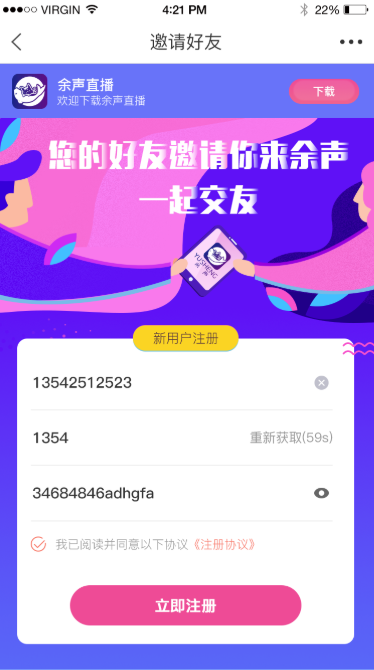 VIRGIN 4:21 PM 22%
邀请好友
余声直播
欢迎下载余声直播
下载
您的好友邀请你来余声
一起交友
YUSHENG
余声
新用户注册
13542512523
1354 重新获取(59s)
34684846adhgfa
我已阅读并同意以下协议《注册协议》
立即注册